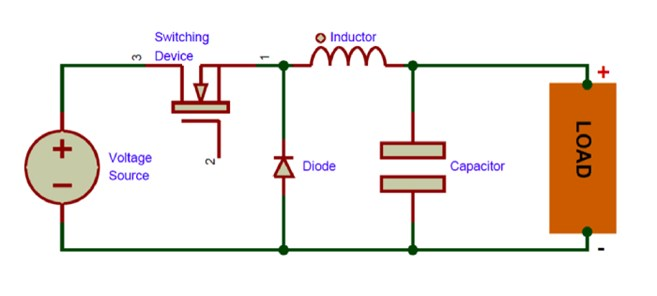 Switching
Device
3
1
Inductor
+
2
Voltage
Source
+
−
Diode
Capacitor
LOAD
-